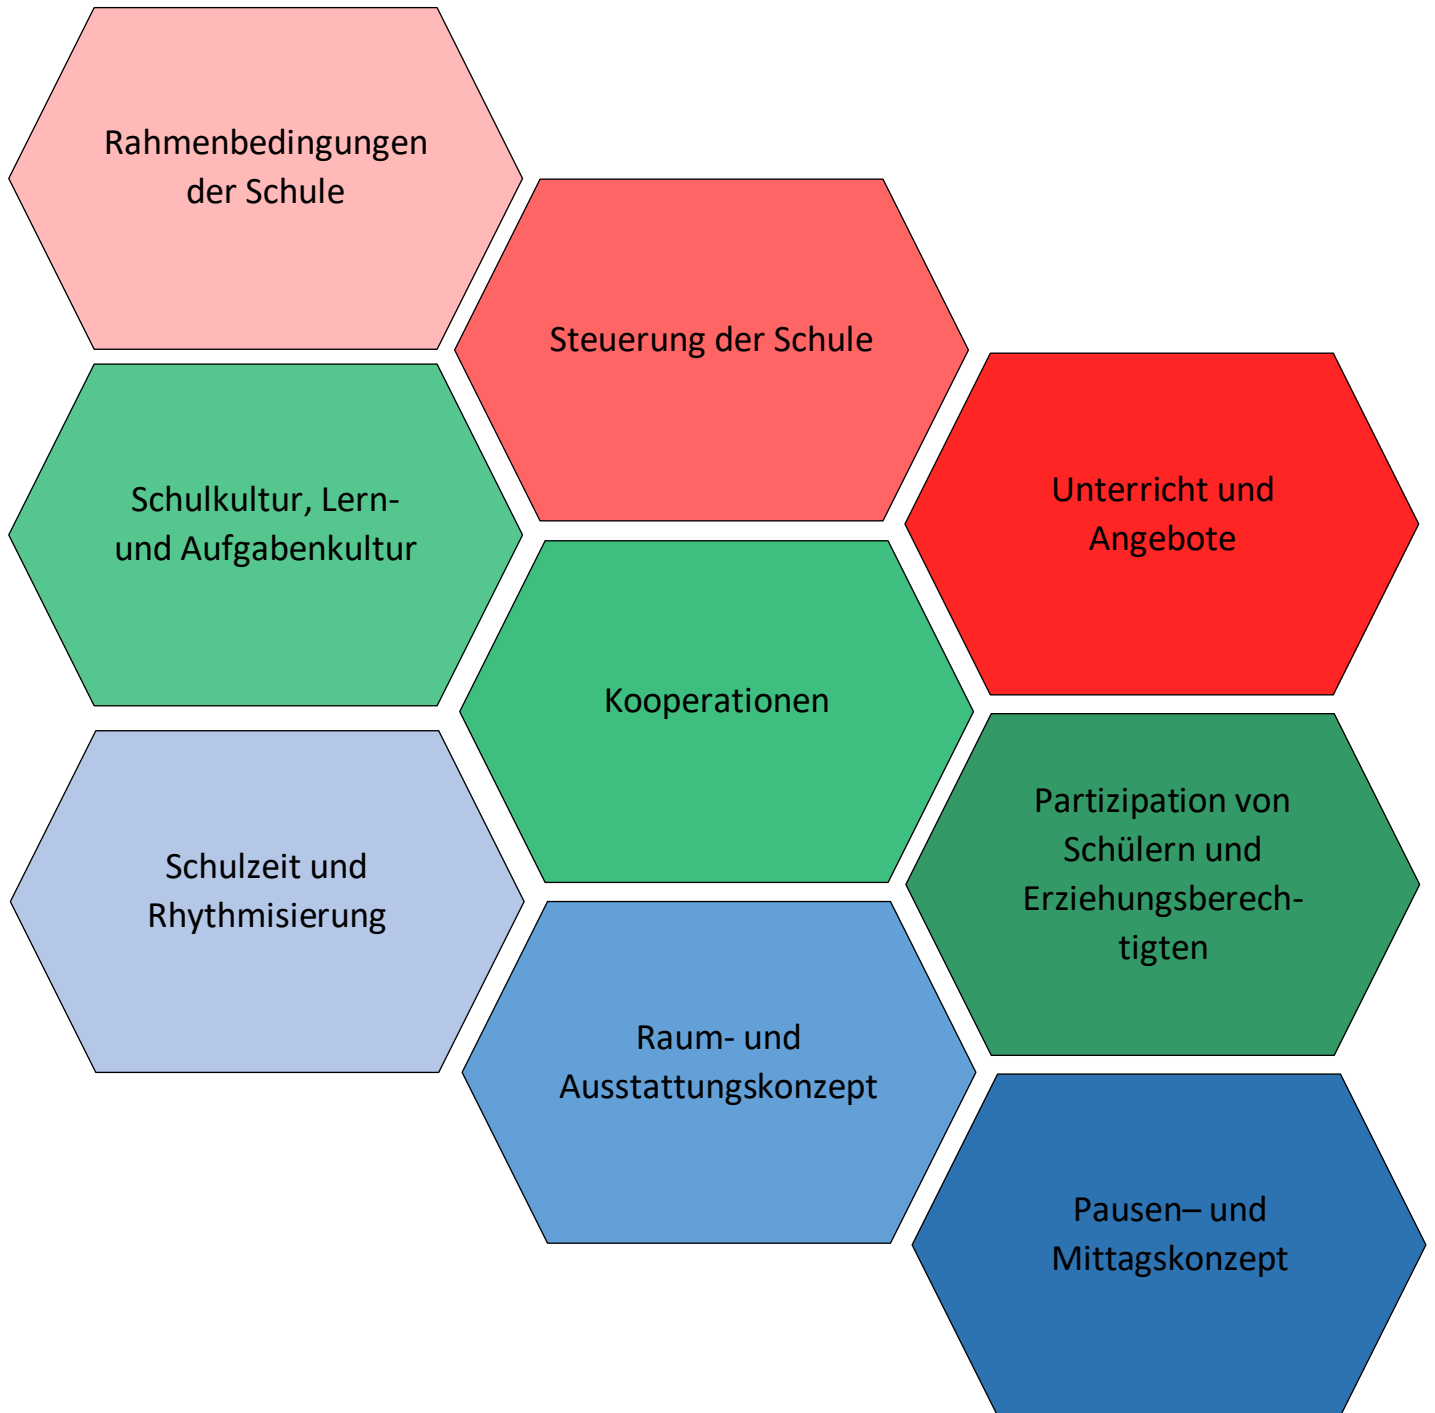 Rahmenbedingungen
der Schule
Steuerung der Schule
Unterricht und
Angebote
Schulkultur, Lern-
und Aufgabenkultur
Kooperationen
Partizipation von
Schülern und
Erziehungsberech-
tigten
Schulzeit und
Rhythmisierung
Raum- und
Ausstattungskonzept
Pausen– und
Mittagskonzept